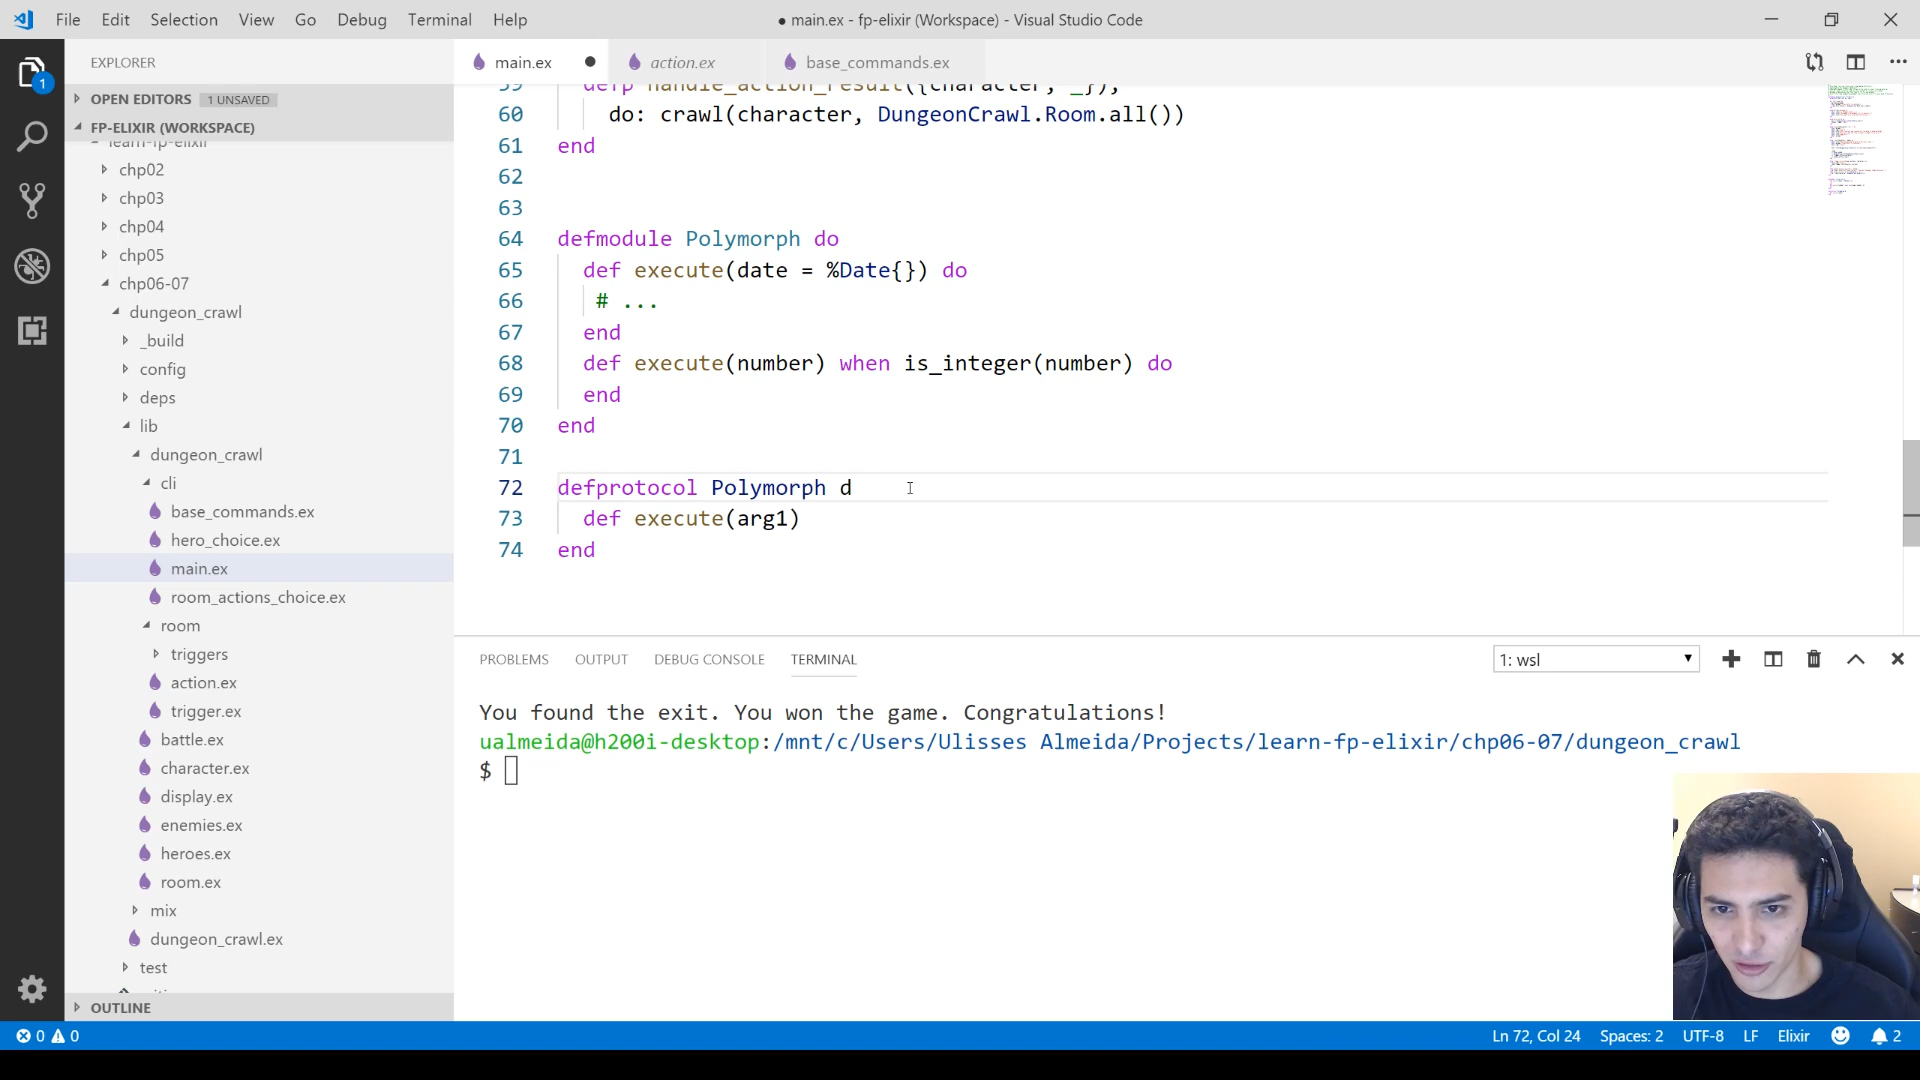 File Edit Selection View Go Debug Terminal Help
● main.ex - fp-elixir (Workspace) - Visual Studio Code
EXPLORER
main.ex
action.ex
base_commands.ex
1
OPEN EDITORS 1 UNSAVED
FP-ELIXIR (WORKSPACE)
learn-fp-elixir
chp02
chp03
chp04
chp05
chp06-07
dungeon_crawl
_build
config
deps
lib
dungeon_crawl
cli
base_commands.ex
hero_choice.ex
main.ex
room_actions_choice.ex
room
triggers
action.ex
trigger.ex
battle.ex
character.ex
display.ex
enemies.ex
heroes.ex
room.ex
mix
dungeon_crawl.ex
test
OUTLINE
59 defp handle_action_result({character, _}),
60 do: crawl(character, DungeonCrawl.Room.all())
61 end
62
63
64 defmodule Polymorph do
65 def execute(date = %Date{}) do
66 # ...
67 end
68 def execute(number) when is_integer(number) do
69 end
70 end
71
72 defprotocol Polymorph d
73 def execute(arg1)
74 end
PROBLEMS OUTPUT DEBUG CONSOLE TERMINAL
1: wsl
You found the exit. You won the game. Congratulations!
ualmeida@h200i-desktop:/mnt/c/Users/Ulisses Almeida/Projects/learn-fp-elixir/chp06-07/dungeon_crawl
$
0 0
Ln 72, Col 24 Spaces: 2 UTF-8 LF Elixir 2